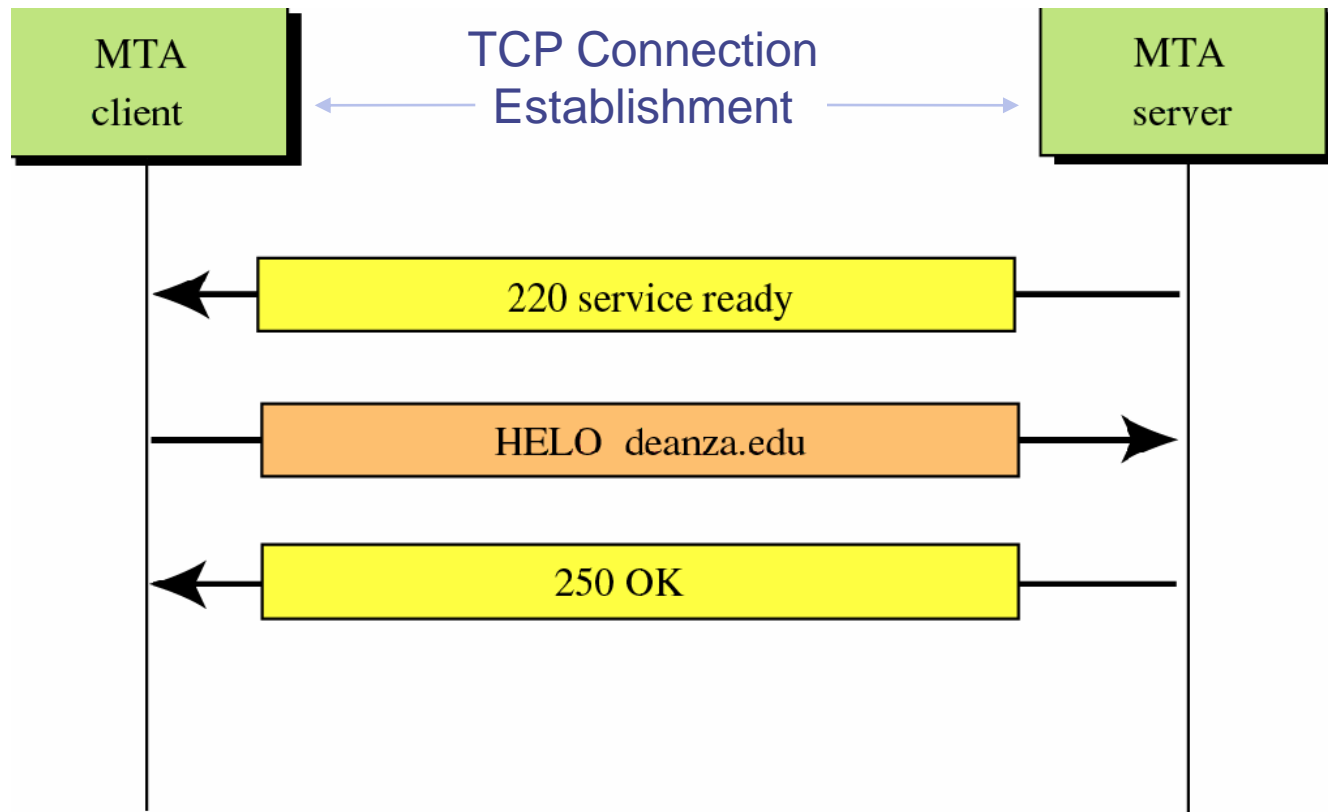 MTA
client
TCP Connection
Establishment
MTA
server
220 service ready
HELO deanza.edu
250 OK